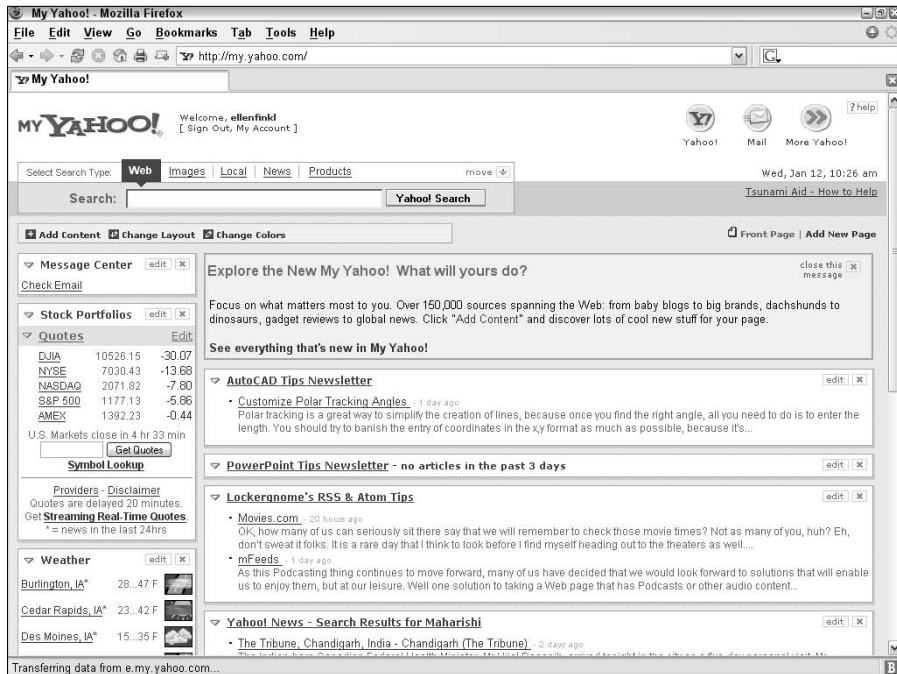 My Yahoo! - Mozilla Firefox
File Edit View Go Bookmarks Tab Tools Help
http://my.yahoo.com/
G
My Yahoo!
MY YAHOO!
Welcome, ellenfinkl
[ Sign Out, My Account ]
? help
Yahoo! Mail More Yahoo!
Select Search Type: Web Images Local News Products move
Wed, Jan 12, 10:26 am
Search: Yahoo! Search
Tsunami Aid - How to Help
Add Content Change Layout Change Colors
Front Page | Add New Page
Message Center edit x
Check Email
Stock Portfolios edit x
Quotes Edit
DJIA 10526.15 -30.07
NYSE 7030.43 -13.68
NASDAQ 2071.82 -7.80
S&P 500 1177.13 -5.86
AMEX 1392.23 -0.44
U.S. Markets close in 4 hr 33 min
Get Quotes
Symbol Lookup
Providers - Disclaimer
Quotes are delayed 20 minutes.
Get Streaming Real-Time Quotes.
* = news in the last 24hrs
Weather edit x
Burlington, IA* 28...47 F
Cedar Rapids, IA* 23...42 F
Des Moines, IA* 15...35 F
Explore the New My Yahoo! What will yours do?
close this message x
Focus on what matters most to you. Over 150,000 sources spanning the Web: from baby blogs to big brands, dachshunds to
dinosaurs, gadget reviews to global news. Click "Add Content" and discover lots of cool new stuff for your page.
See everything that's new in My Yahoo!
AutoCAD Tips Newsletter edit x
• Customize Polar Tracking Angles - 1 day ago
Polar tracking is a great way to simplify the creation of lines, because once you find the right angle, all you need to do is to enter the
length. You should try to banish the entry of coordinates in the x,y format as much as possible, because it's...
PowerPoint Tips Newsletter - no articles in the past 3 days edit x
Lockergnome's RSS & Atom Tips edit x
• Movies.com - 20 hours ago
OK, how many of us can seriously sit there say that we will remember to check those movie times? Not as many of you, huh? Eh,
don't sweat it folks. It is a rare day that I think to look before I find myself heading out to the theaters as well....
• mFeeds - 1 day ago
As this Podcasting thing continues to move forward, many of us have decided that we would look forward to solutions that will enable
us to enjoy them, but at our leisure. Well one solution to taking a Web page that has Podcasts or other audio content...
Yahoo! News - Search Results for Maharishi edit x
• The Tribune, Chandigarh, India - Chandigarh (The Tribune) - 2 days ago
Transferring data from e.my.yahoo.com...
B